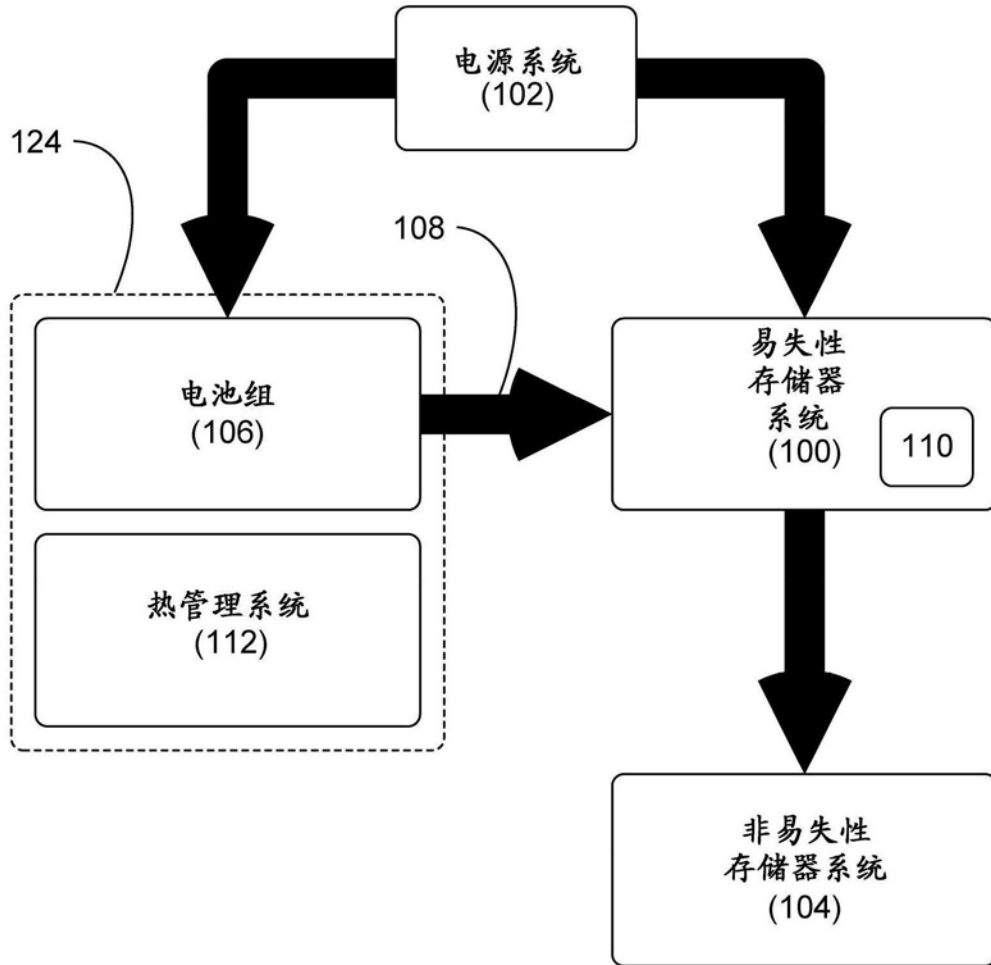 电源系统
(102)
124
108
电池组
(106)
易失性
存储器
系统
(100)
110
热管理系统
(112)
非易失性
存储器系统
(104)